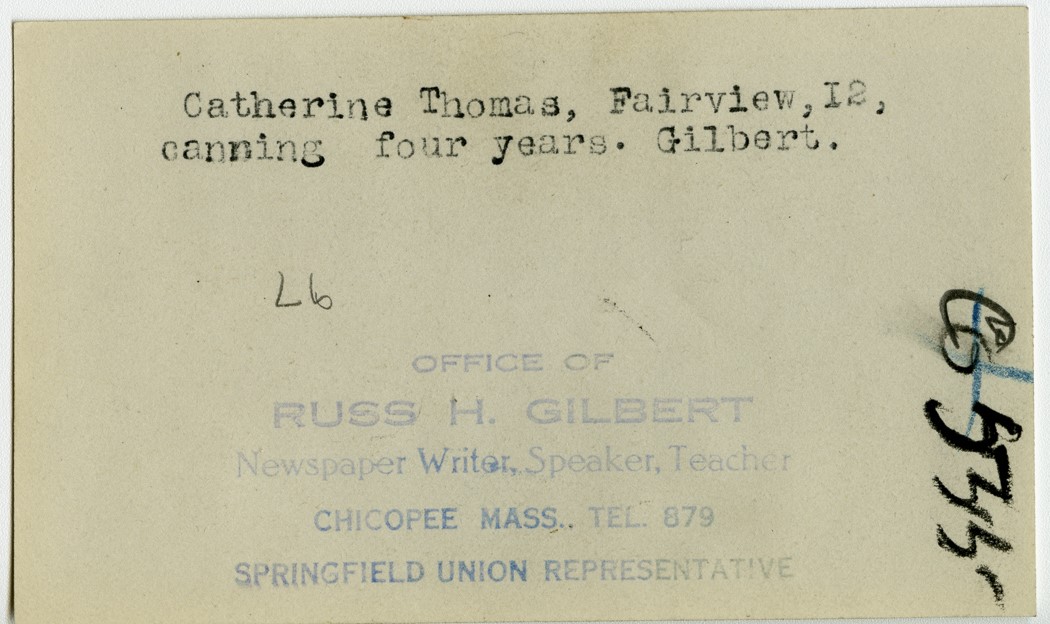 Catherine Thomas, Fairview,I2,
canning four years. Gilbert.
L6
OFFICE OF
RUSS H. GILBERT
Newspaper Writer, Speaker, Teacher
CHICOPEE MASS.. TEL. 879
SPRINGFIELD UNION REPRESENTATIVE